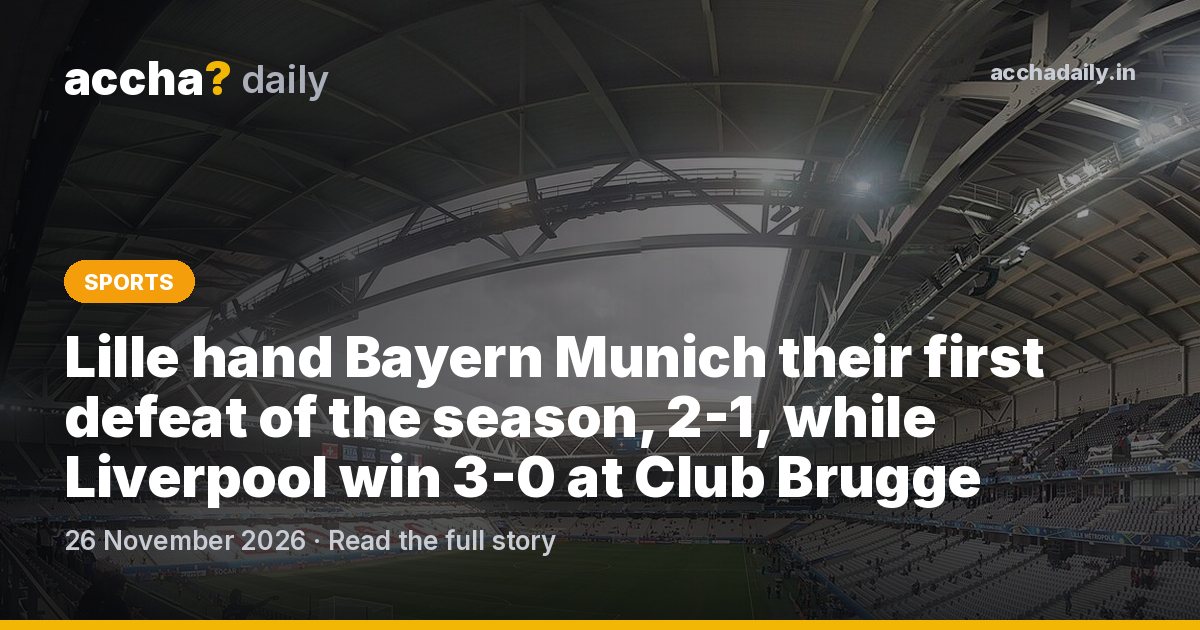 accha? daily
acchadaily.in
SPORTS
Lille hand Bayern Munich their first
defeat of the season, 2-1, while
Liverpool win 3-0 at Club Brugge
26 November 2026 · Read the full story